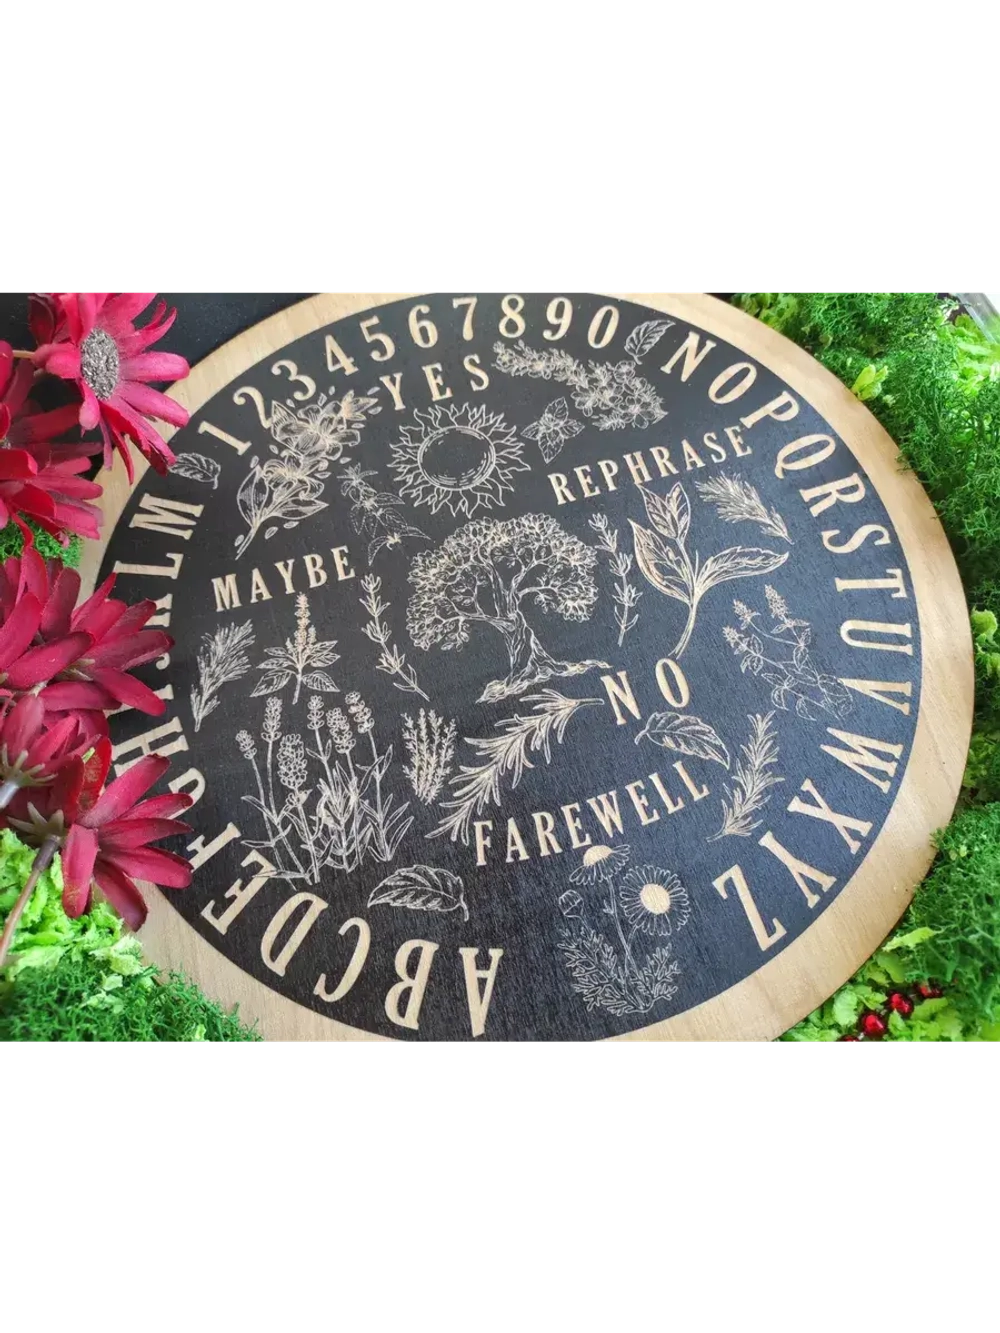 1234567890
YES
REPHRASE
MAYBE
NO
FAREWELL
ABCDEFGHIJKLM
NOPQRSTUVWXYZ